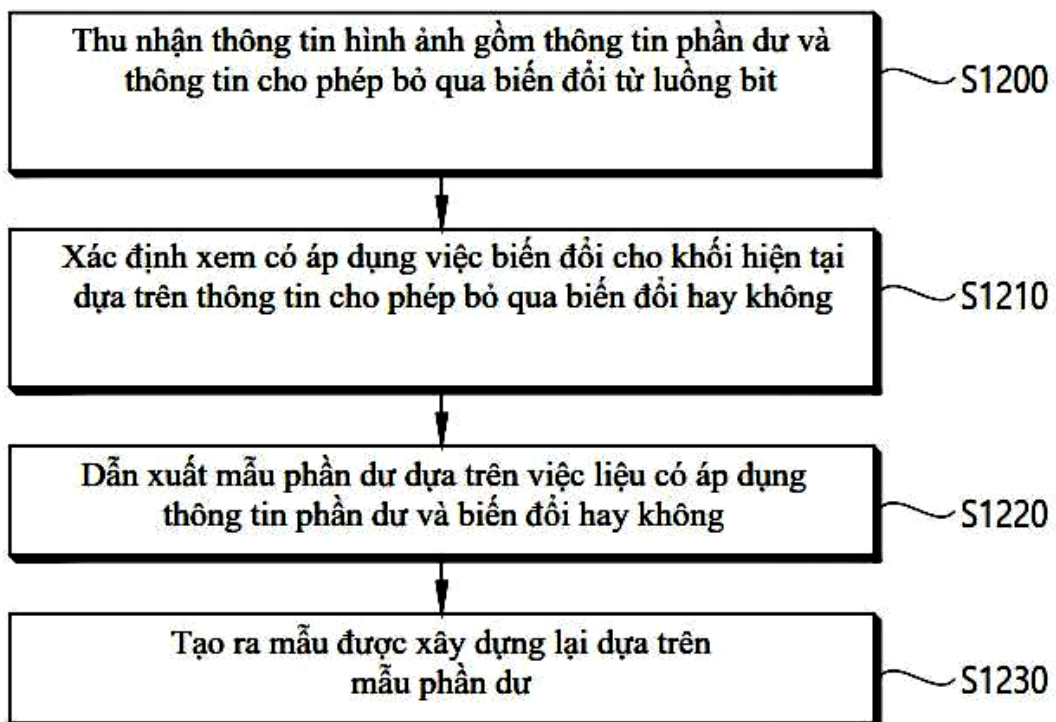 Thu nhận thông tin hình ảnh gồm thông tin phần dư và
thông tin cho phép bỏ qua biến đổi từ luồng bit
S1200
Xác định xem có áp dụng việc biến đổi cho khối hiện tại
dựa trên thông tin cho phép bỏ qua biến đổi hay không
S1210
Dẫn xuất mẫu phần dư dựa trên việc liệu có áp dụng
thông tin phần dư và biến đổi hay không
S1220
Tạo ra mẫu được xây dựng lại dựa trên
mẫu phần dư
S1230